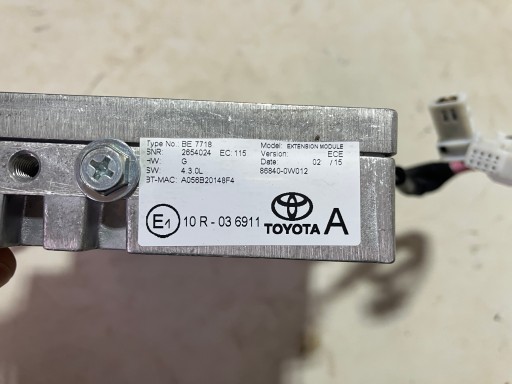 Type No.: BE 7718 Model: EXTENSION MODULE
SNR: 2654024 EC: 115 Version: ECE
HW: G Date: 02 / 15
SW: 4.3.0L 86840-0W012
BT-MAC: A056B20148F4
E1 10 R - 03 6911 TOYOTA A